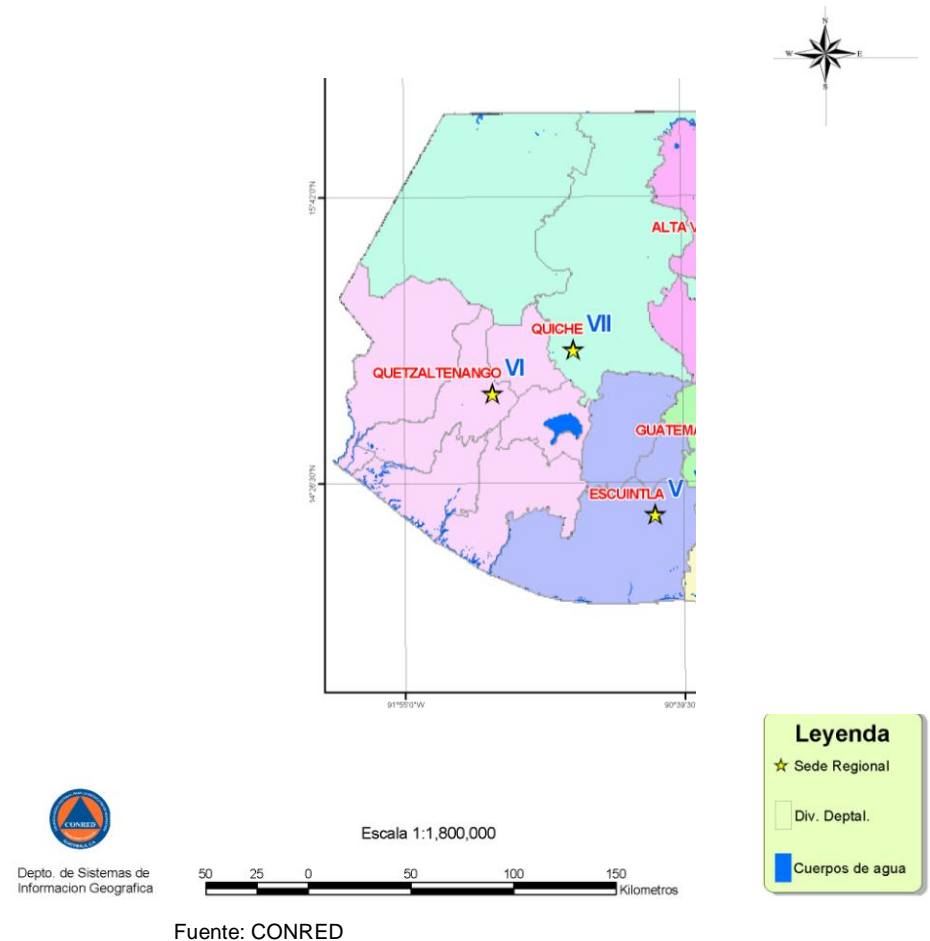 N
W E
S
15°42'0"N
ALTA V
QUICHE VII
QUETZALTENANGO VI
GUATEMA
14°26'30"N
ESCUINTLA V
91°55'0"W
90°39'30
Leyenda
Sede Regional
Div. Deptal.
Cuerpos de agua
CONRED
Depto. de Sistemas de
Informacion Geografica
Escala 1:1,800,000
50 25 0 50 100 150
Kilometros
Fuente: CONRED